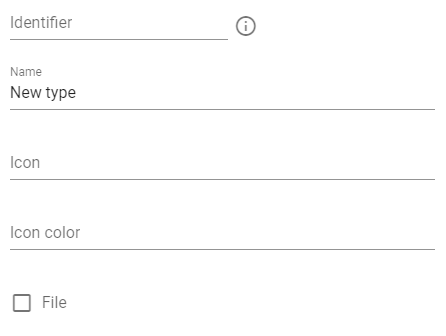 Identifier
Name
New type
Icon
Icon color
File